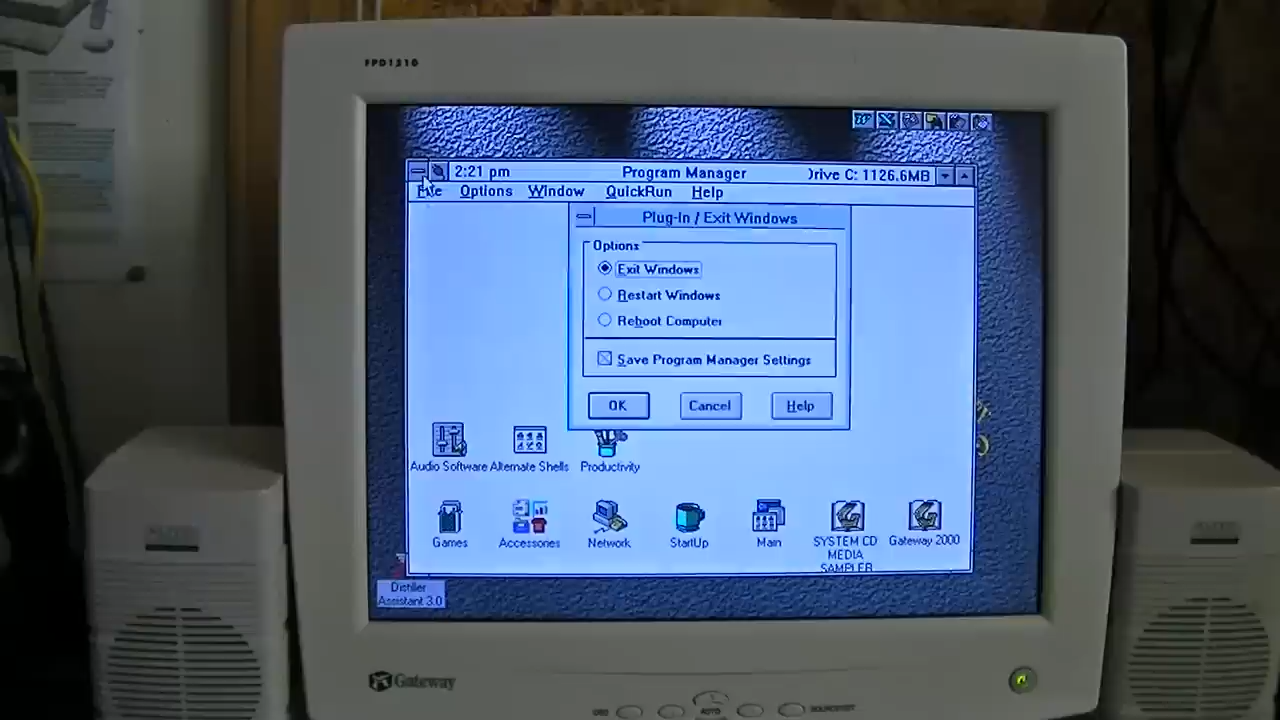 FPD1510
2:21 pm Program Manager Drive C: 1126.6MB
File Options Window QuickRun Help
Plug-In / Exit Windows
Options
Exit Windows
Restart Windows
Reboot Computer
Save Program Manager Settings
OK Cancel Help
Audio Software Alternate Shells Productivity
Games Accessories Network StartUp Main SYSTEM CD MEDIA SAMPLER Gateway 2000
Distiller
Assistant 3.0
Gateway
AUTO